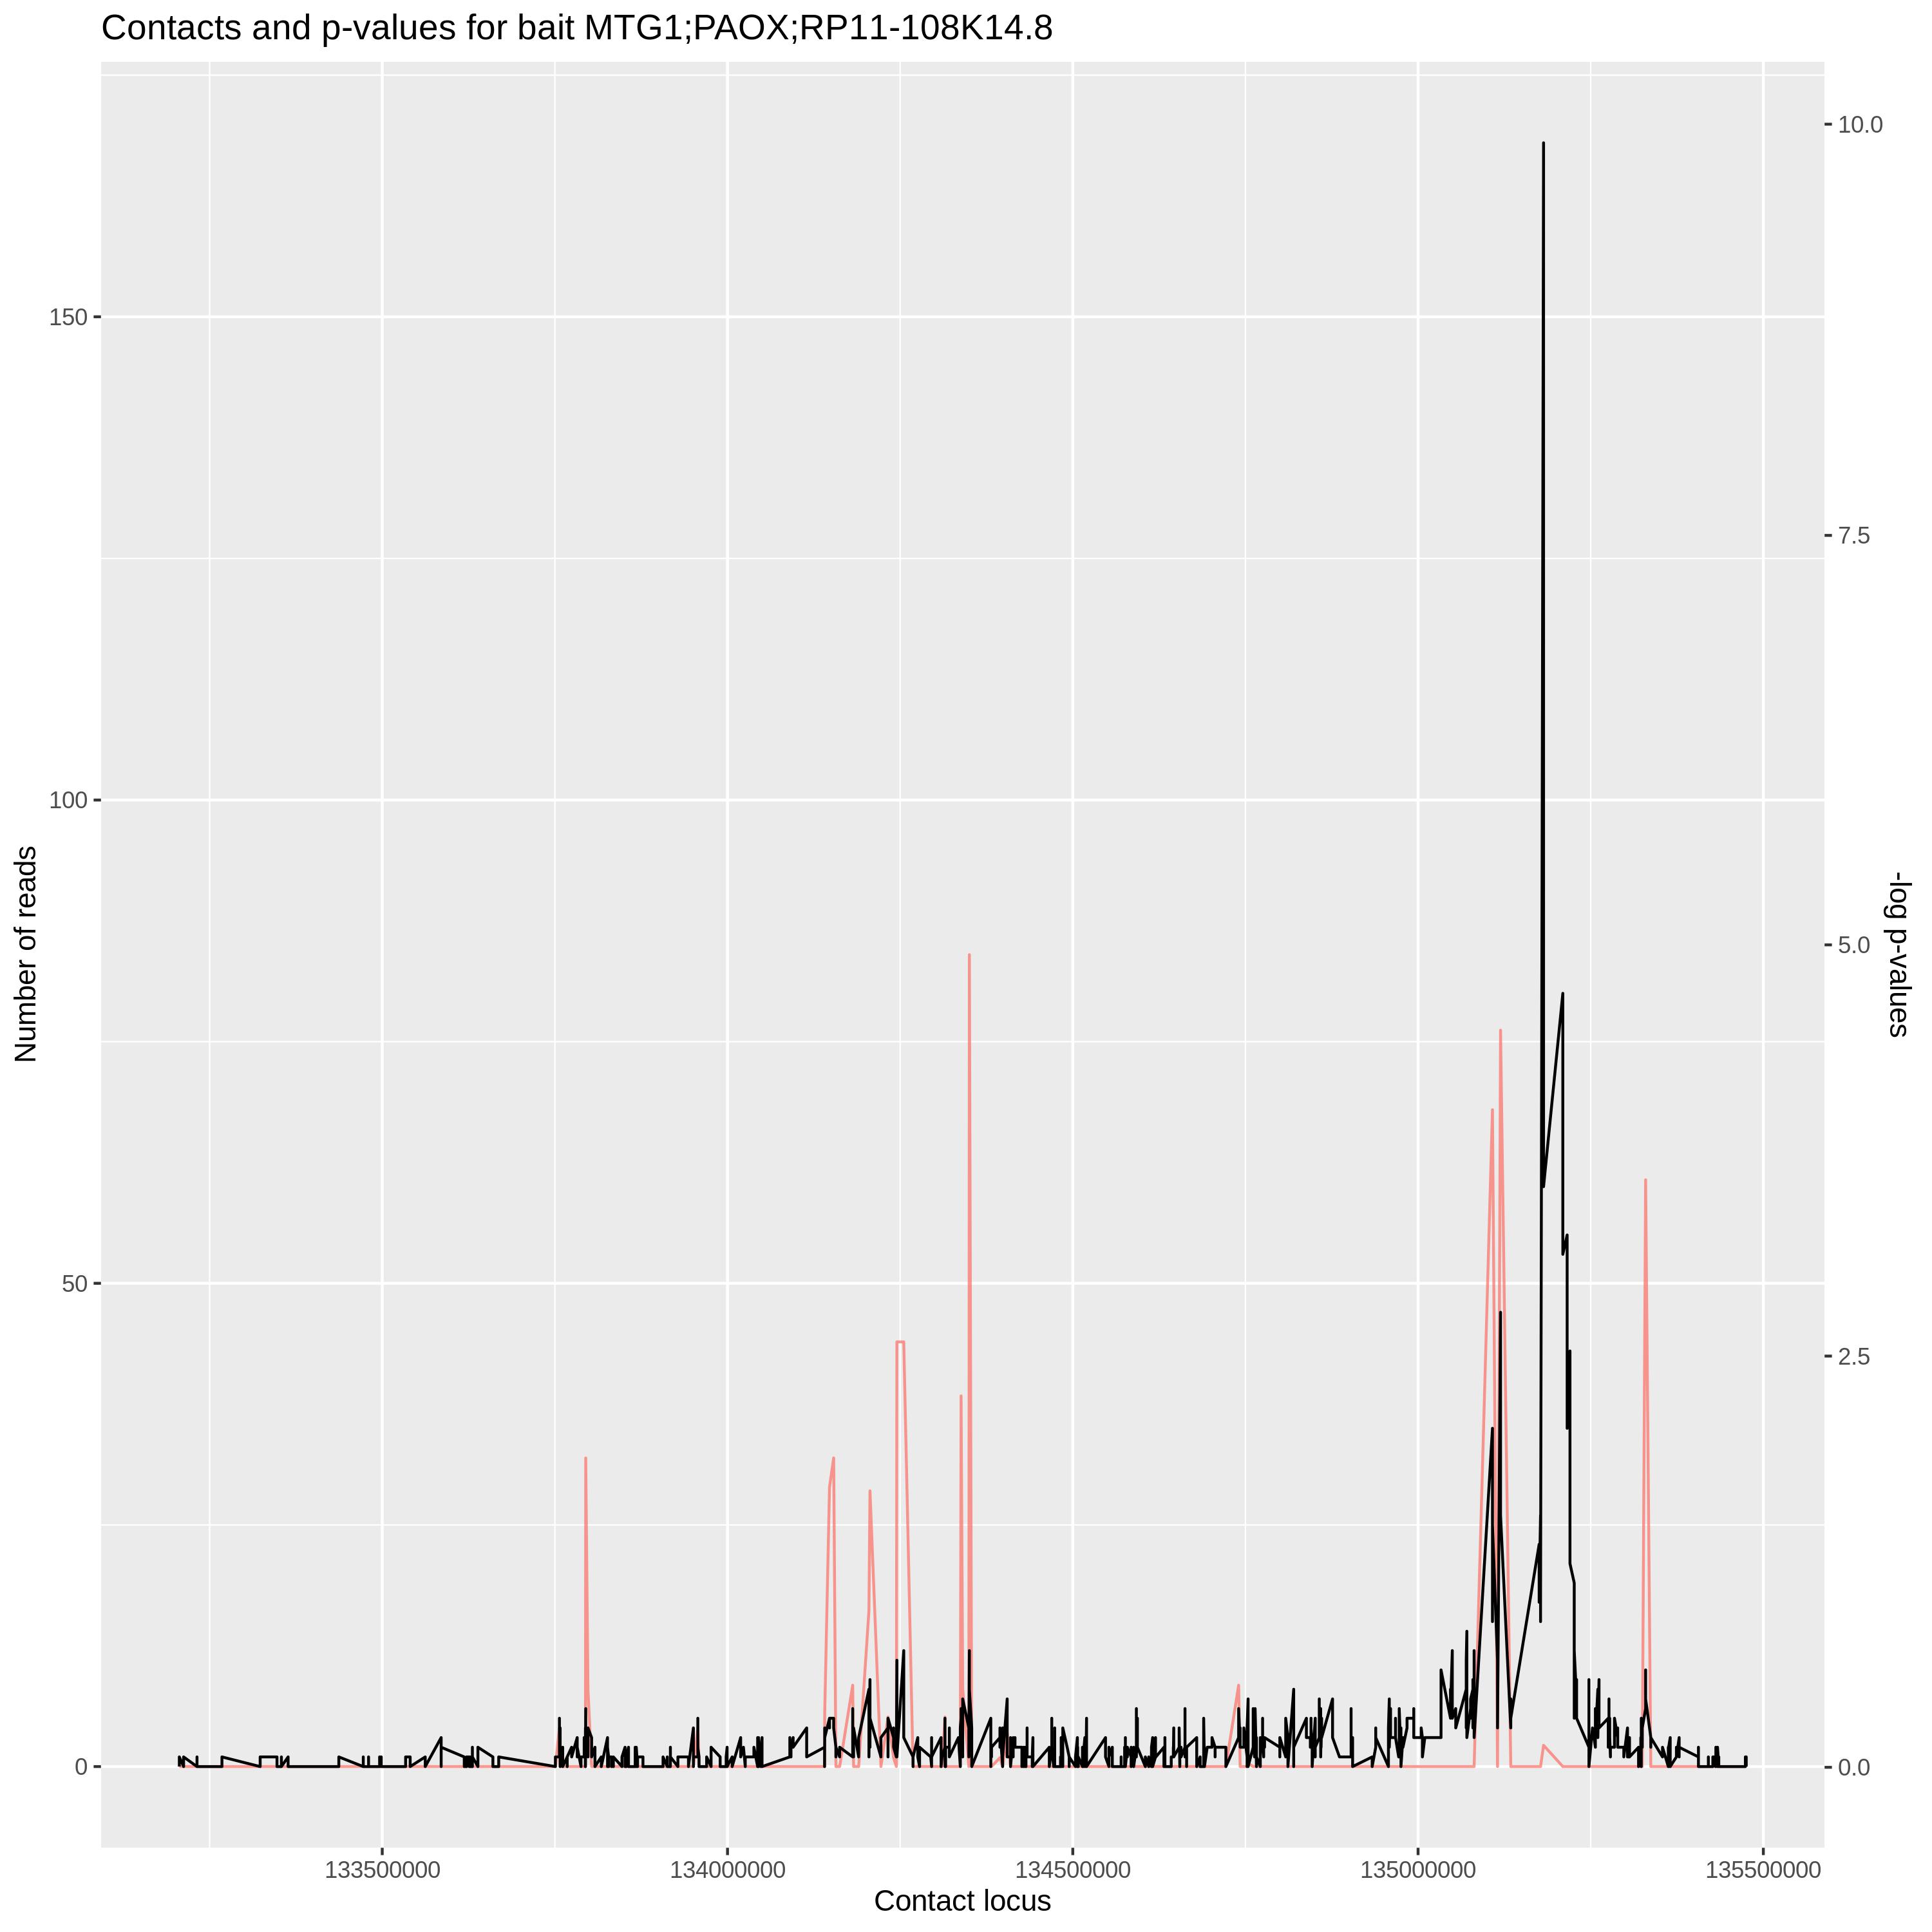 Contacts and p-values for bait MTG1;PAOX;RP11-108K14.8
Number of reads
150
100
50
0
10.0
7.5
5.0
2.5
0.0
-log p-values
133500000 134000000 134500000 135000000 135500000
Contact locus